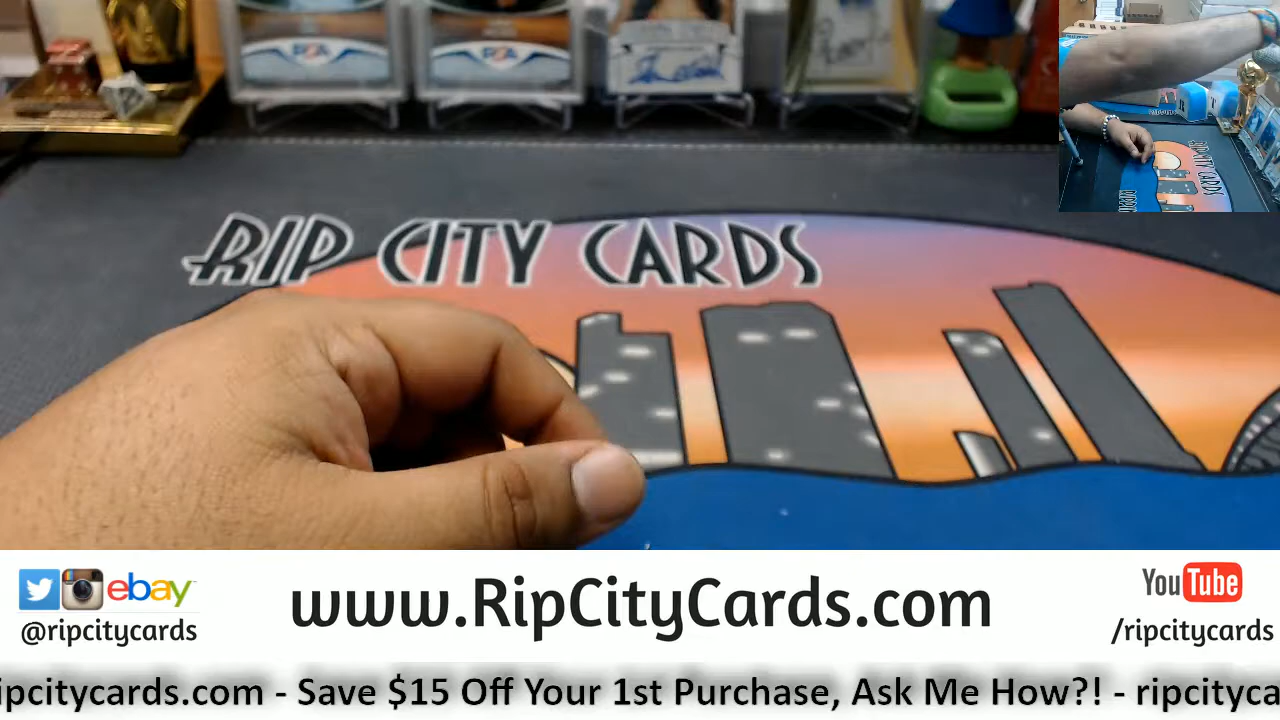 RIP CITY CARDS
ebay
@ripcitycards
www.RipCityCards.com
YouTube
/ripcitycards
ipcitycards.com - Save $15 Off Your 1st Purchase, Ask Me How?! - ripcityca